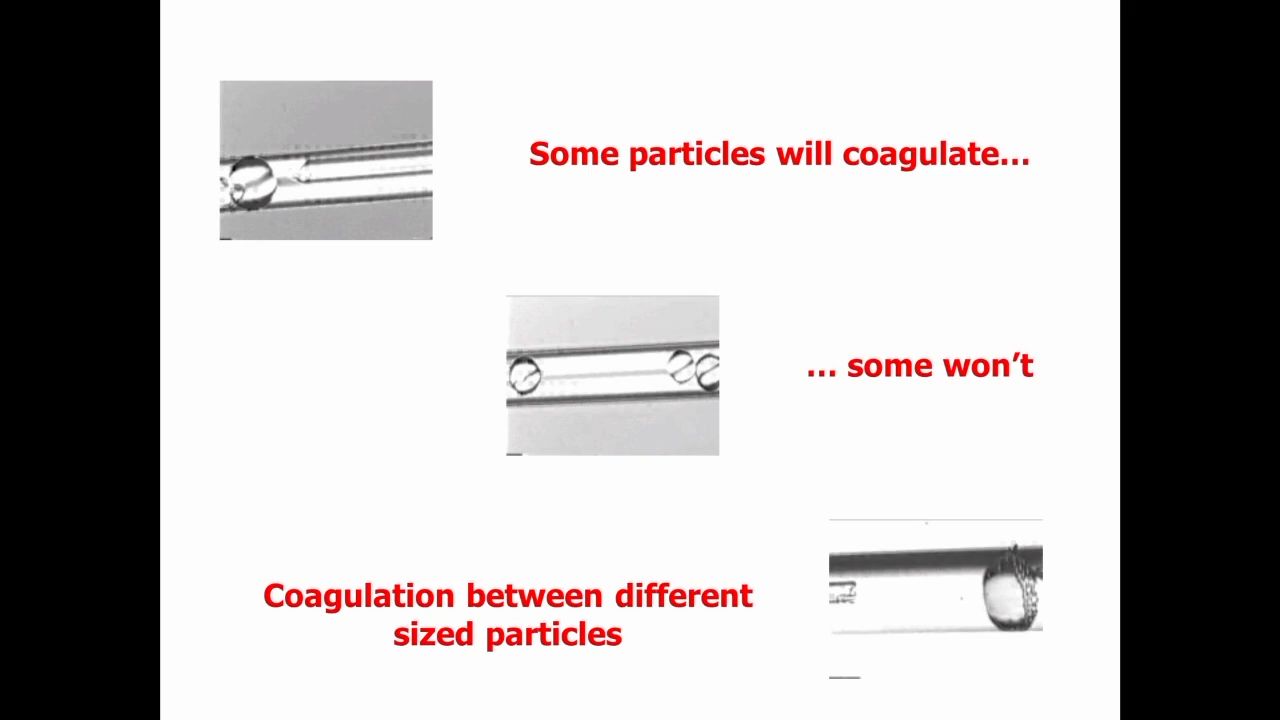 Some particles will coagulate…
… some won’t
Coagulation between different
sized particles